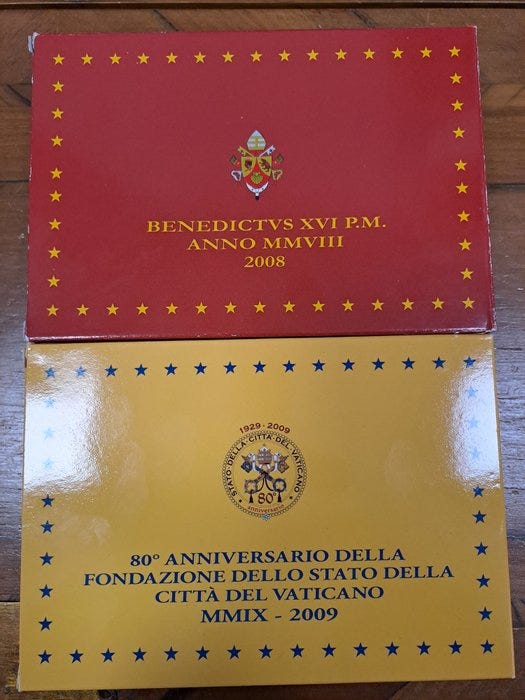 BENEDICTVS XVI P.M.
ANNO MMVIII
2008
1929 - 2009
STATO DELLA CITTÀ DEL VATICANO
80°
anniversario
80° ANNIVERSARIO DELLA
FONDAZIONE DELLO STATO DELLA
CITTÀ DEL VATICANO
MMIX - 2009